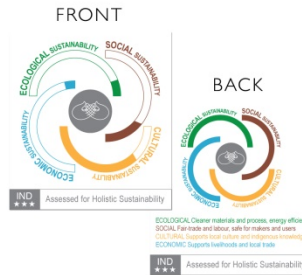 FRONT
ECOLOGICAL SUSTAINABILITY
SOCIAL SUSTAINABILITY
CULTURAL SUSTAINABILITY
ECONOMIC SUSTAINABILITY
IND
★★★
Assessed for Holistic Sustainability
BACK
ECOLOGICAL SUSTAINABILITY
SOCIAL SUSTAINABILITY
CULTURAL SUSTAINABILITY
ECONOMIC SUSTAINABILITY
ECOLOGICAL Cleaner materials and process, energy efficie
SOCIAL Fair-trade and labour, safe for makers and users
CULTURAL Supports local culture and indigenous knowledg
ECONOMIC Supports livelihoods and local trade
IND
★★★
Assessed for Holistic Sustainability